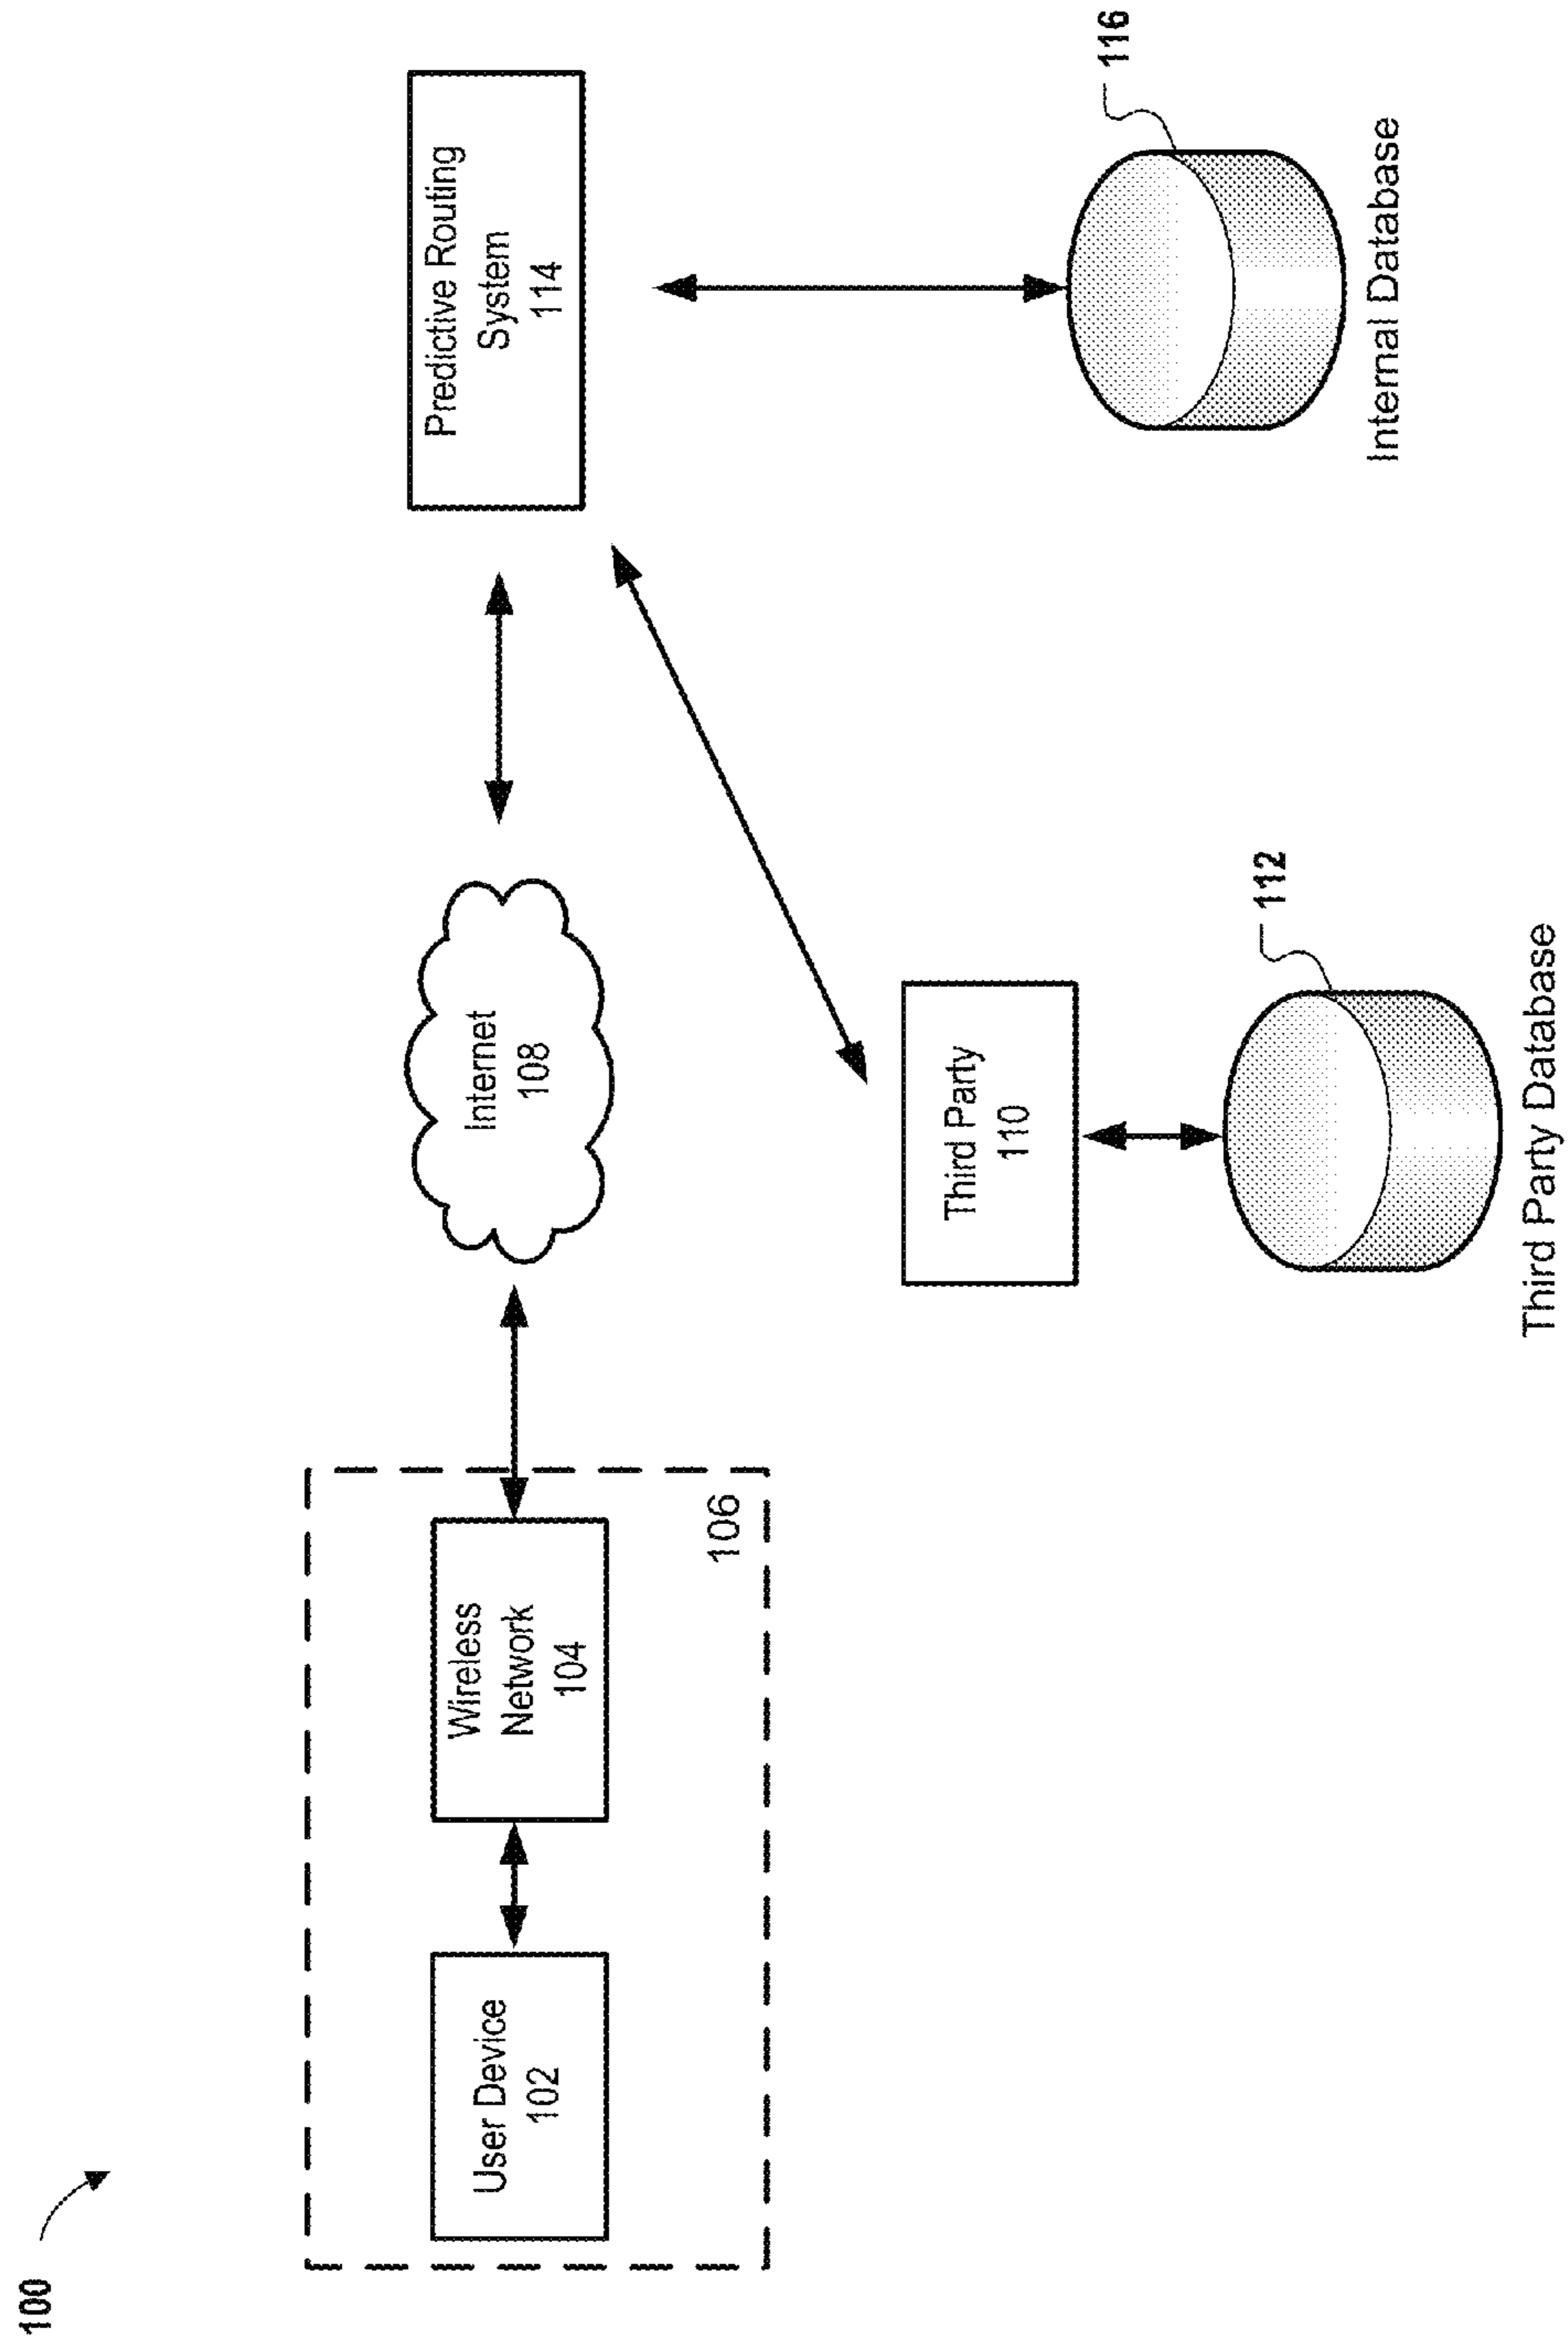 100
User Device
102
Wireless
Network
104
106
Internet
108
Predictive Routing
System
114
Third Party
110
112
Third Party Database
116
Internal Database